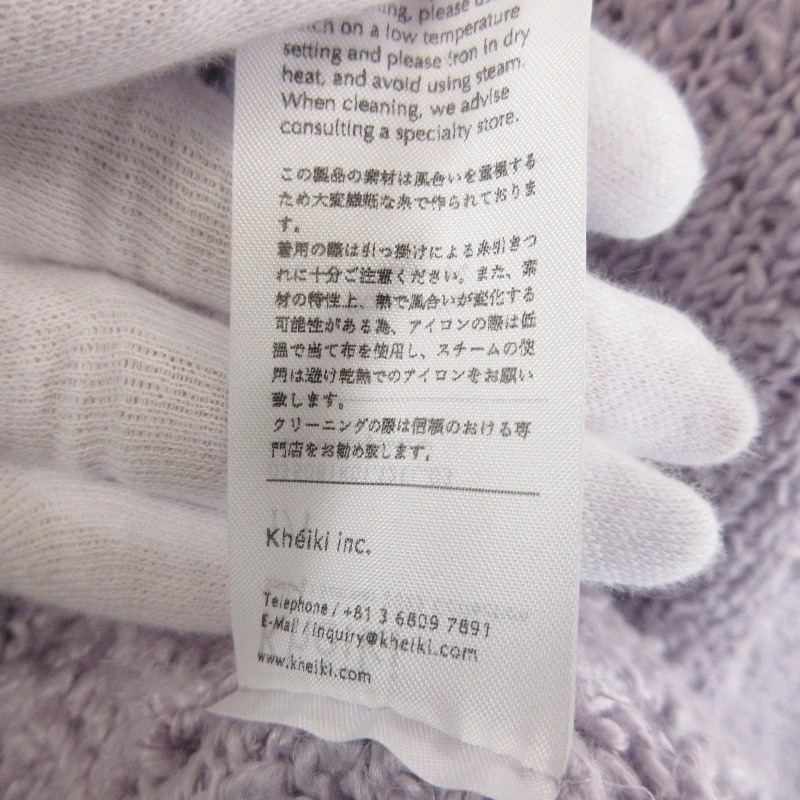 ing, please
on a low temperature
setting and please iron in dry
heat, and avoid using steam.
When cleaning, we advise
consulting a specialty store.
この製品の素材は風合いを重視する
ため大変繊細な糸で作られておりま
す。
着用の際は引っ掛けによる糸引きつ
れに十分ご注意ください。また、素
材の特性上、熱で風合いが変化する
可能性がある為、アイロンの際は低
温で当て布を使用し、スチームの使
用は避け乾熱でのアイロンをお願い
致します。
クリーニングの際は信頼のおける専
門店をお勧め致します。
Khéiki inc.
Telephone / +81 3 6809 7891
E-Mail / inquiry@kheiki.com
www.kheiki.com